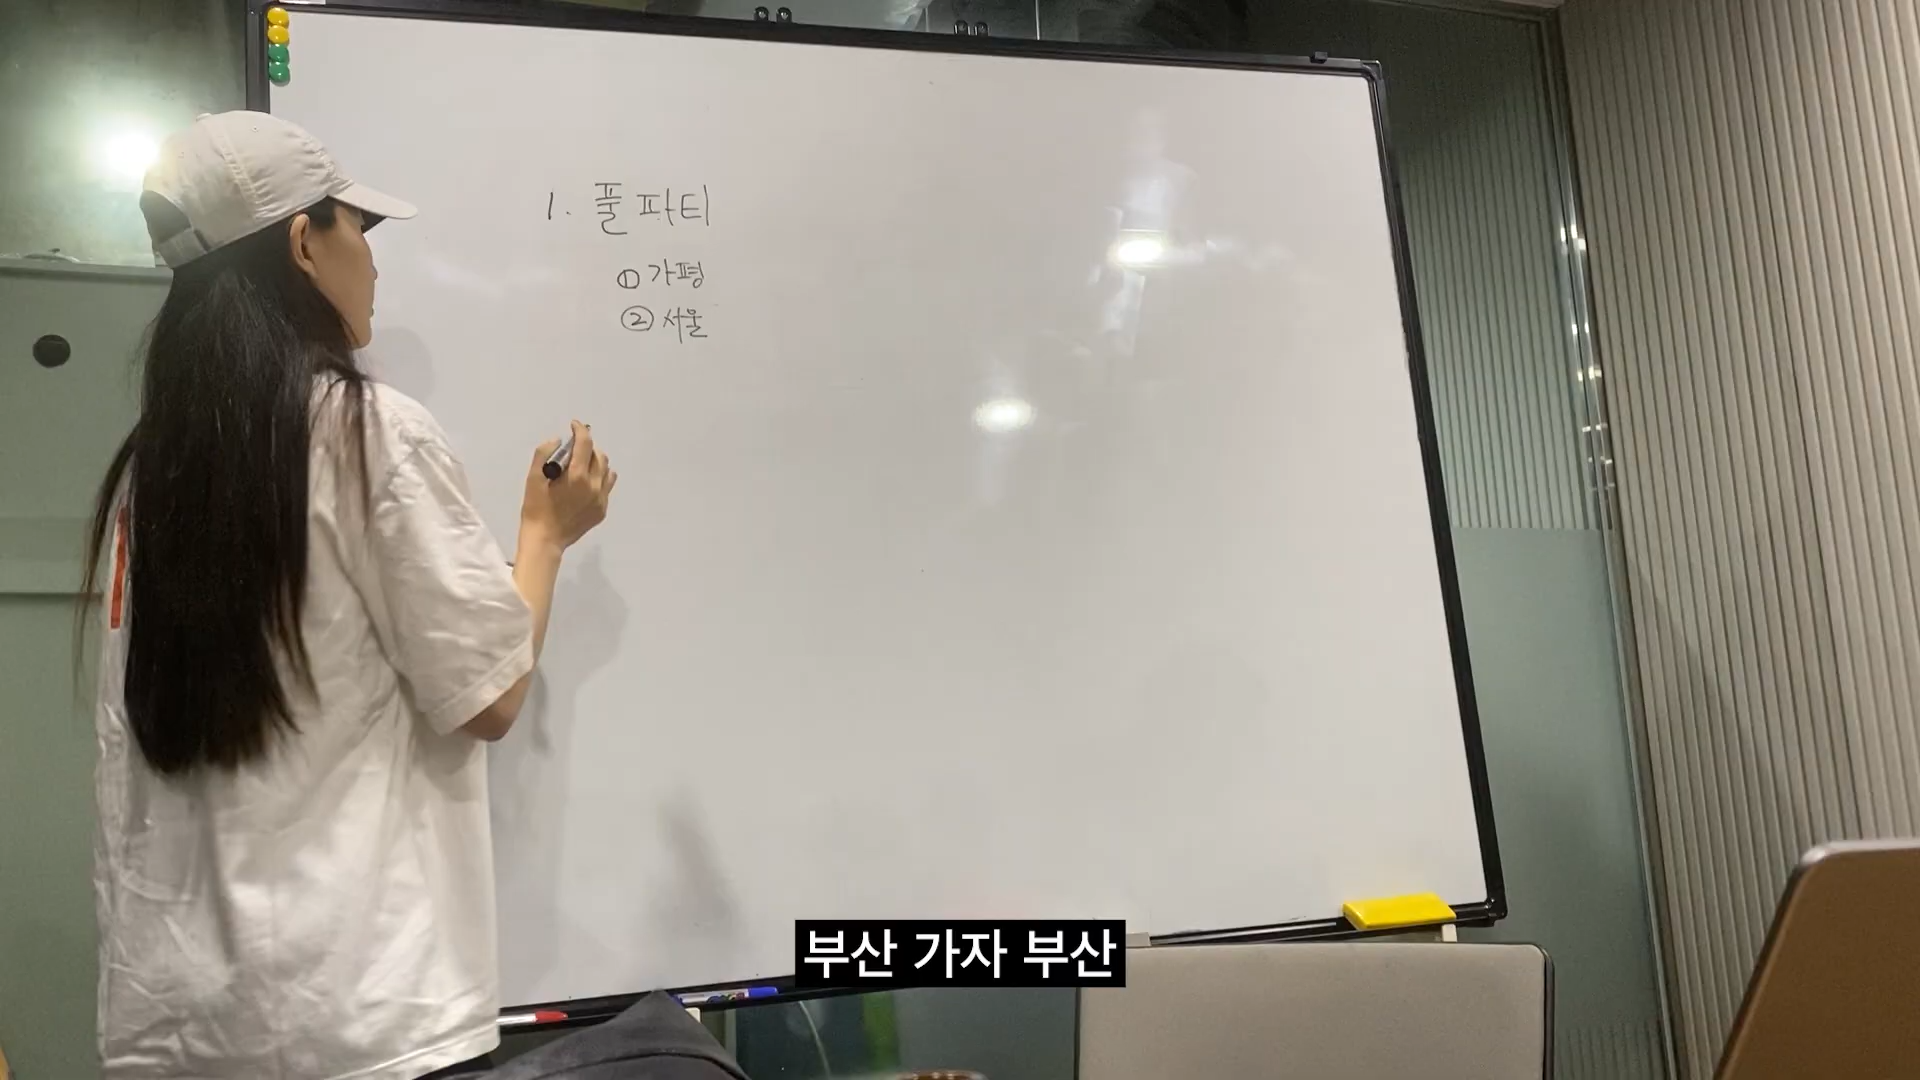 1. 풀파티
① 가평
② 서울
부산 가자 부산